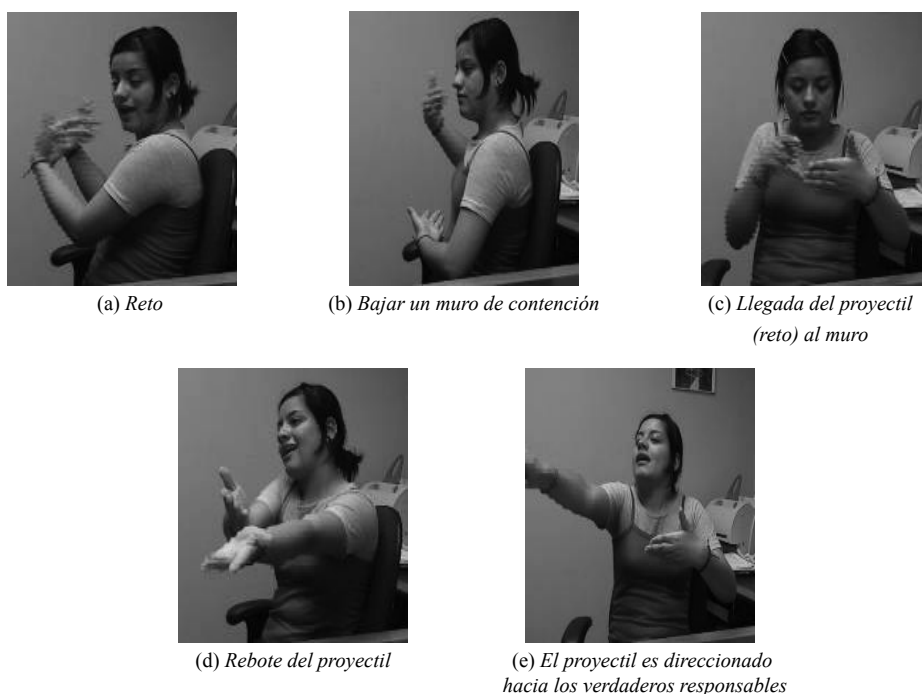 (a) Reto
(b) Bajar un muro de contención
(c) Llegada del proyectil
(reto) al muro
(d) Rebote del proyectil
(e) El proyectil es direccionado
hacia los verdaderos responsables